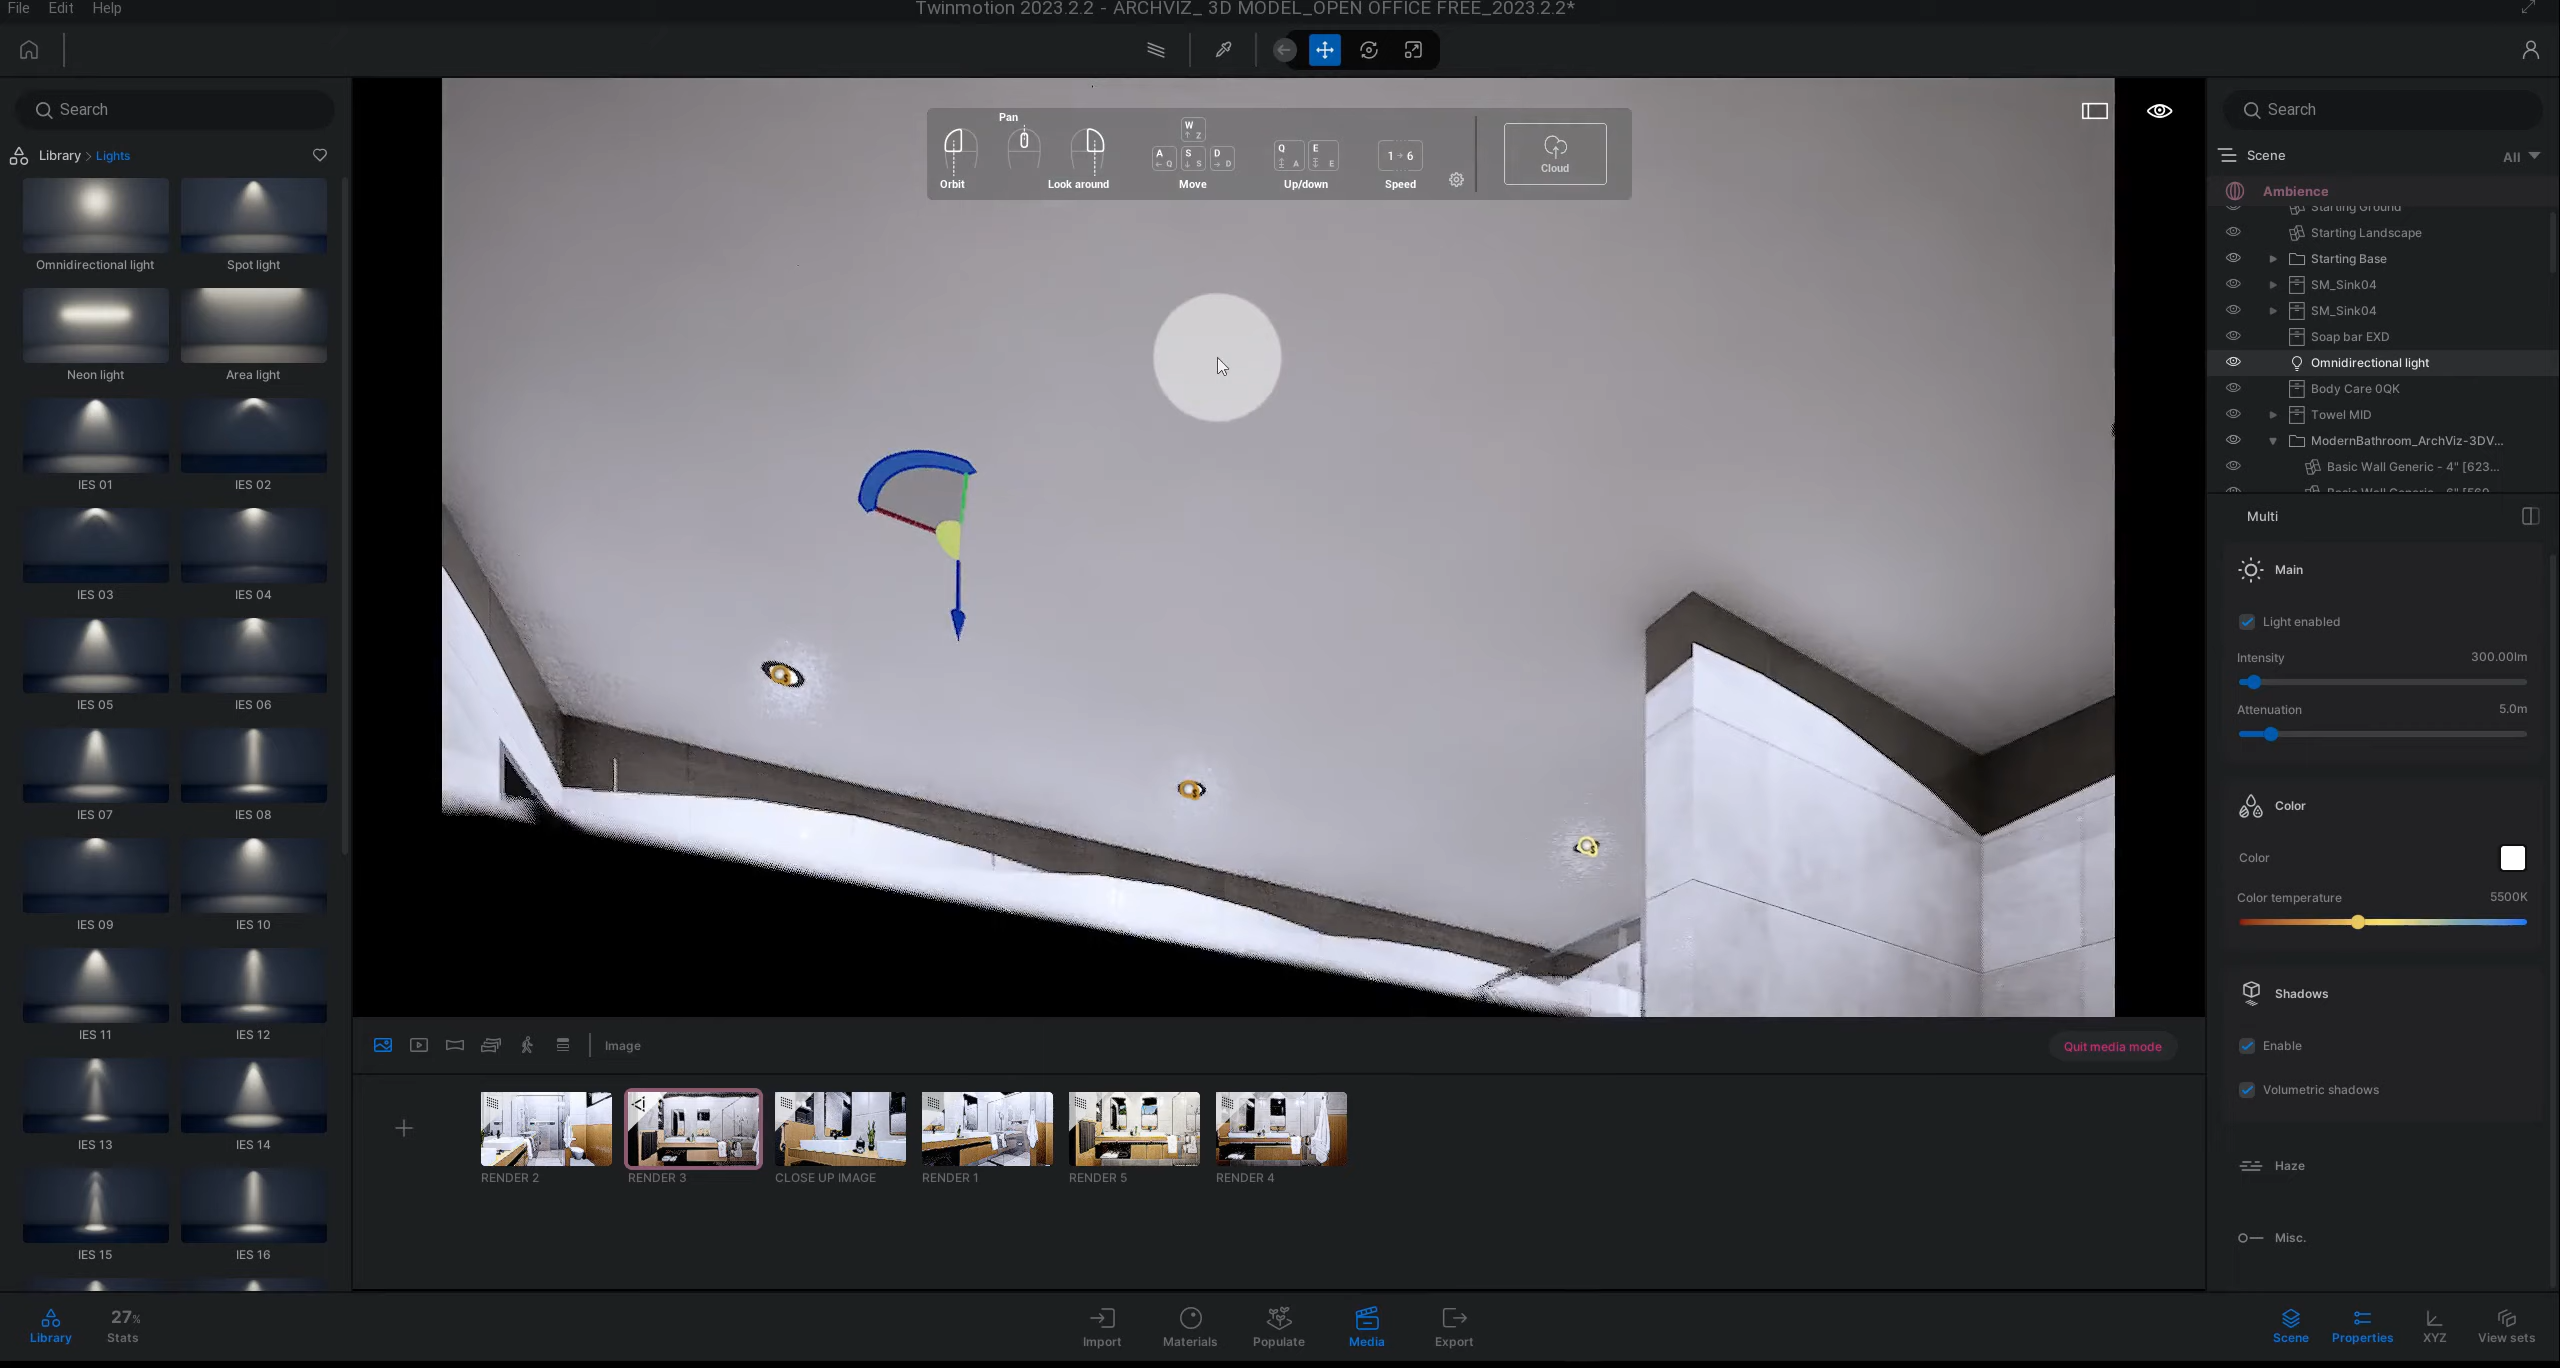 File Edit Help
Twinmotion 2023.2.2 - ARCHVIZ_ 3D MODEL_OPEN OFFICE FREE_2023.2.2*
Search
Library > Lights
Omnidirectional light
Spot light
Neon light
Area light
IES 01
IES 02
IES 03
IES 04
IES 05
IES 06
IES 07
IES 08
IES 09
IES 10
IES 11
IES 12
IES 13
IES 14
IES 15
IES 16
Pan
Orbit
Look around
W
Z
A
Q
S
S
D
D
Move
Q
A
E
E
Up/down
1 6
Speed
Cloud
Image
Quit media mode
RENDER 2
RENDER 3
CLOSE UP IMAGE
RENDER 1
RENDER 5
RENDER 4
Search
Scene
All
Ambience
Starting Ground
Starting Landscape
Starting Base
SM_Sink04
SM_Sink04
Soap bar EXD
Omnidirectional light
Body Care 0QK
Towel MID
ModernBathroom_ArchViz-3DV...
Basic Wall Generic - 4" [623...
Multi
Main
Light enabled
Intensity 300.00lm
Attenuation 5.0m
Color
Color
Color temperature 5500K
Shadows
Enable
Volumetric shadows
Haze
Misc.
Library
27%
Stats
Import
Materials
Populate
Media
Export
Scene
Properties
XYZ
View sets